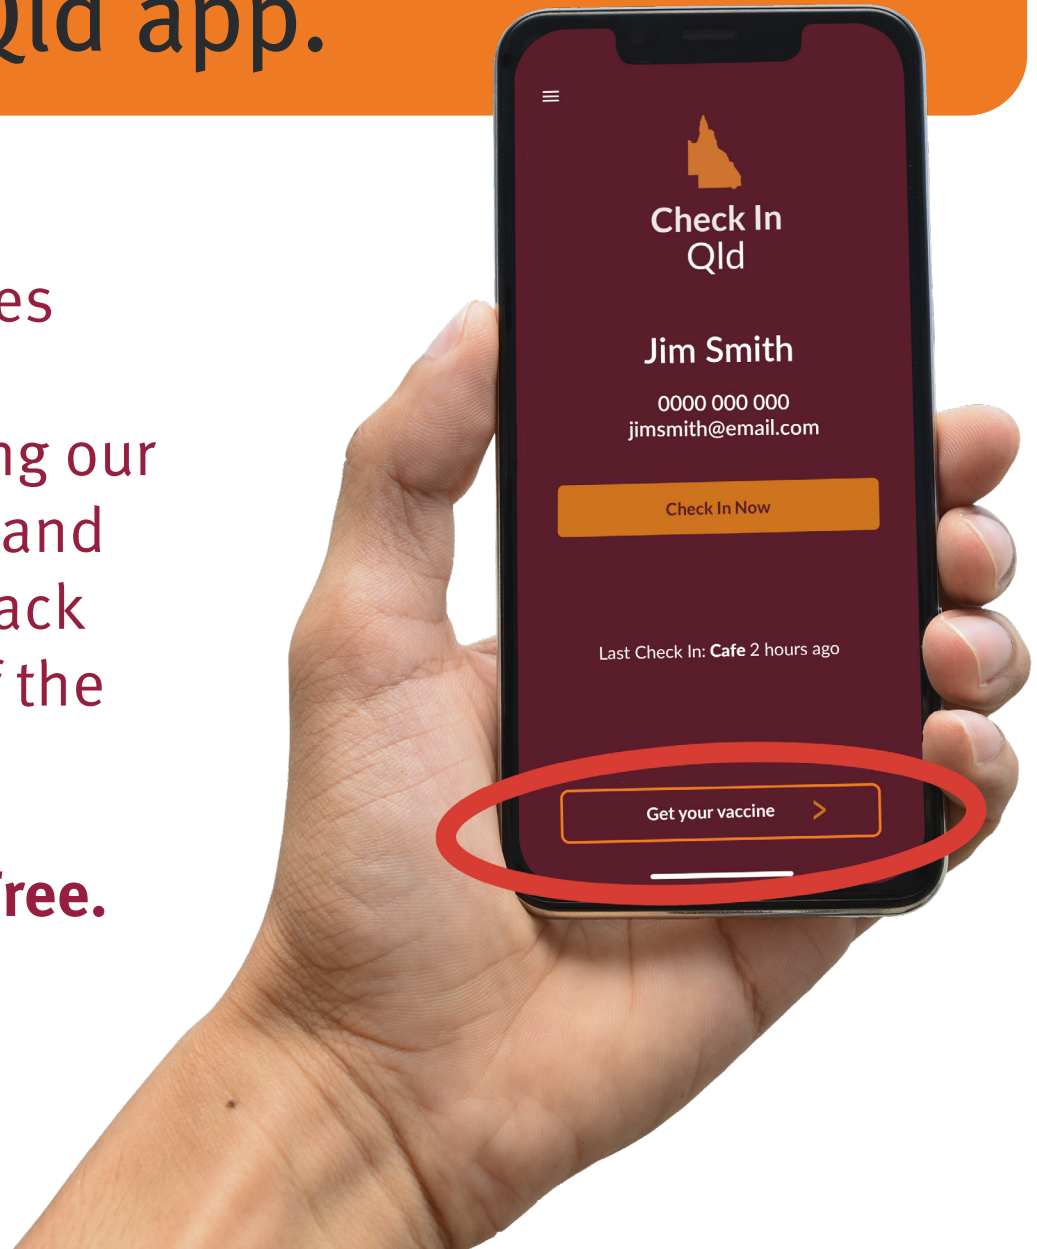 Qld app.
es
ng our
and
ack
f the
free.
Check In
Qld
Jim Smith
0000 000 000
jimsmith@email.com
Check In Now
Last Check In: Cafe 2 hours ago
Get your vaccine >